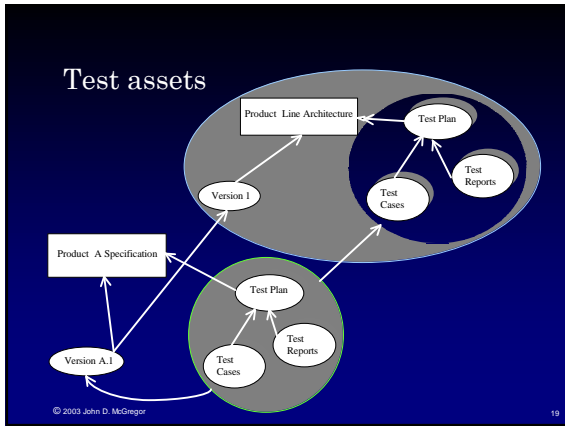 Test assets
Product Line Architecture
Test Plan
Test
Reports
Test
Cases
Version 1
Product A Specification
Test Plan
Test
Reports
Test
Cases
Version A.1
© 2003 John D. McGregor
19